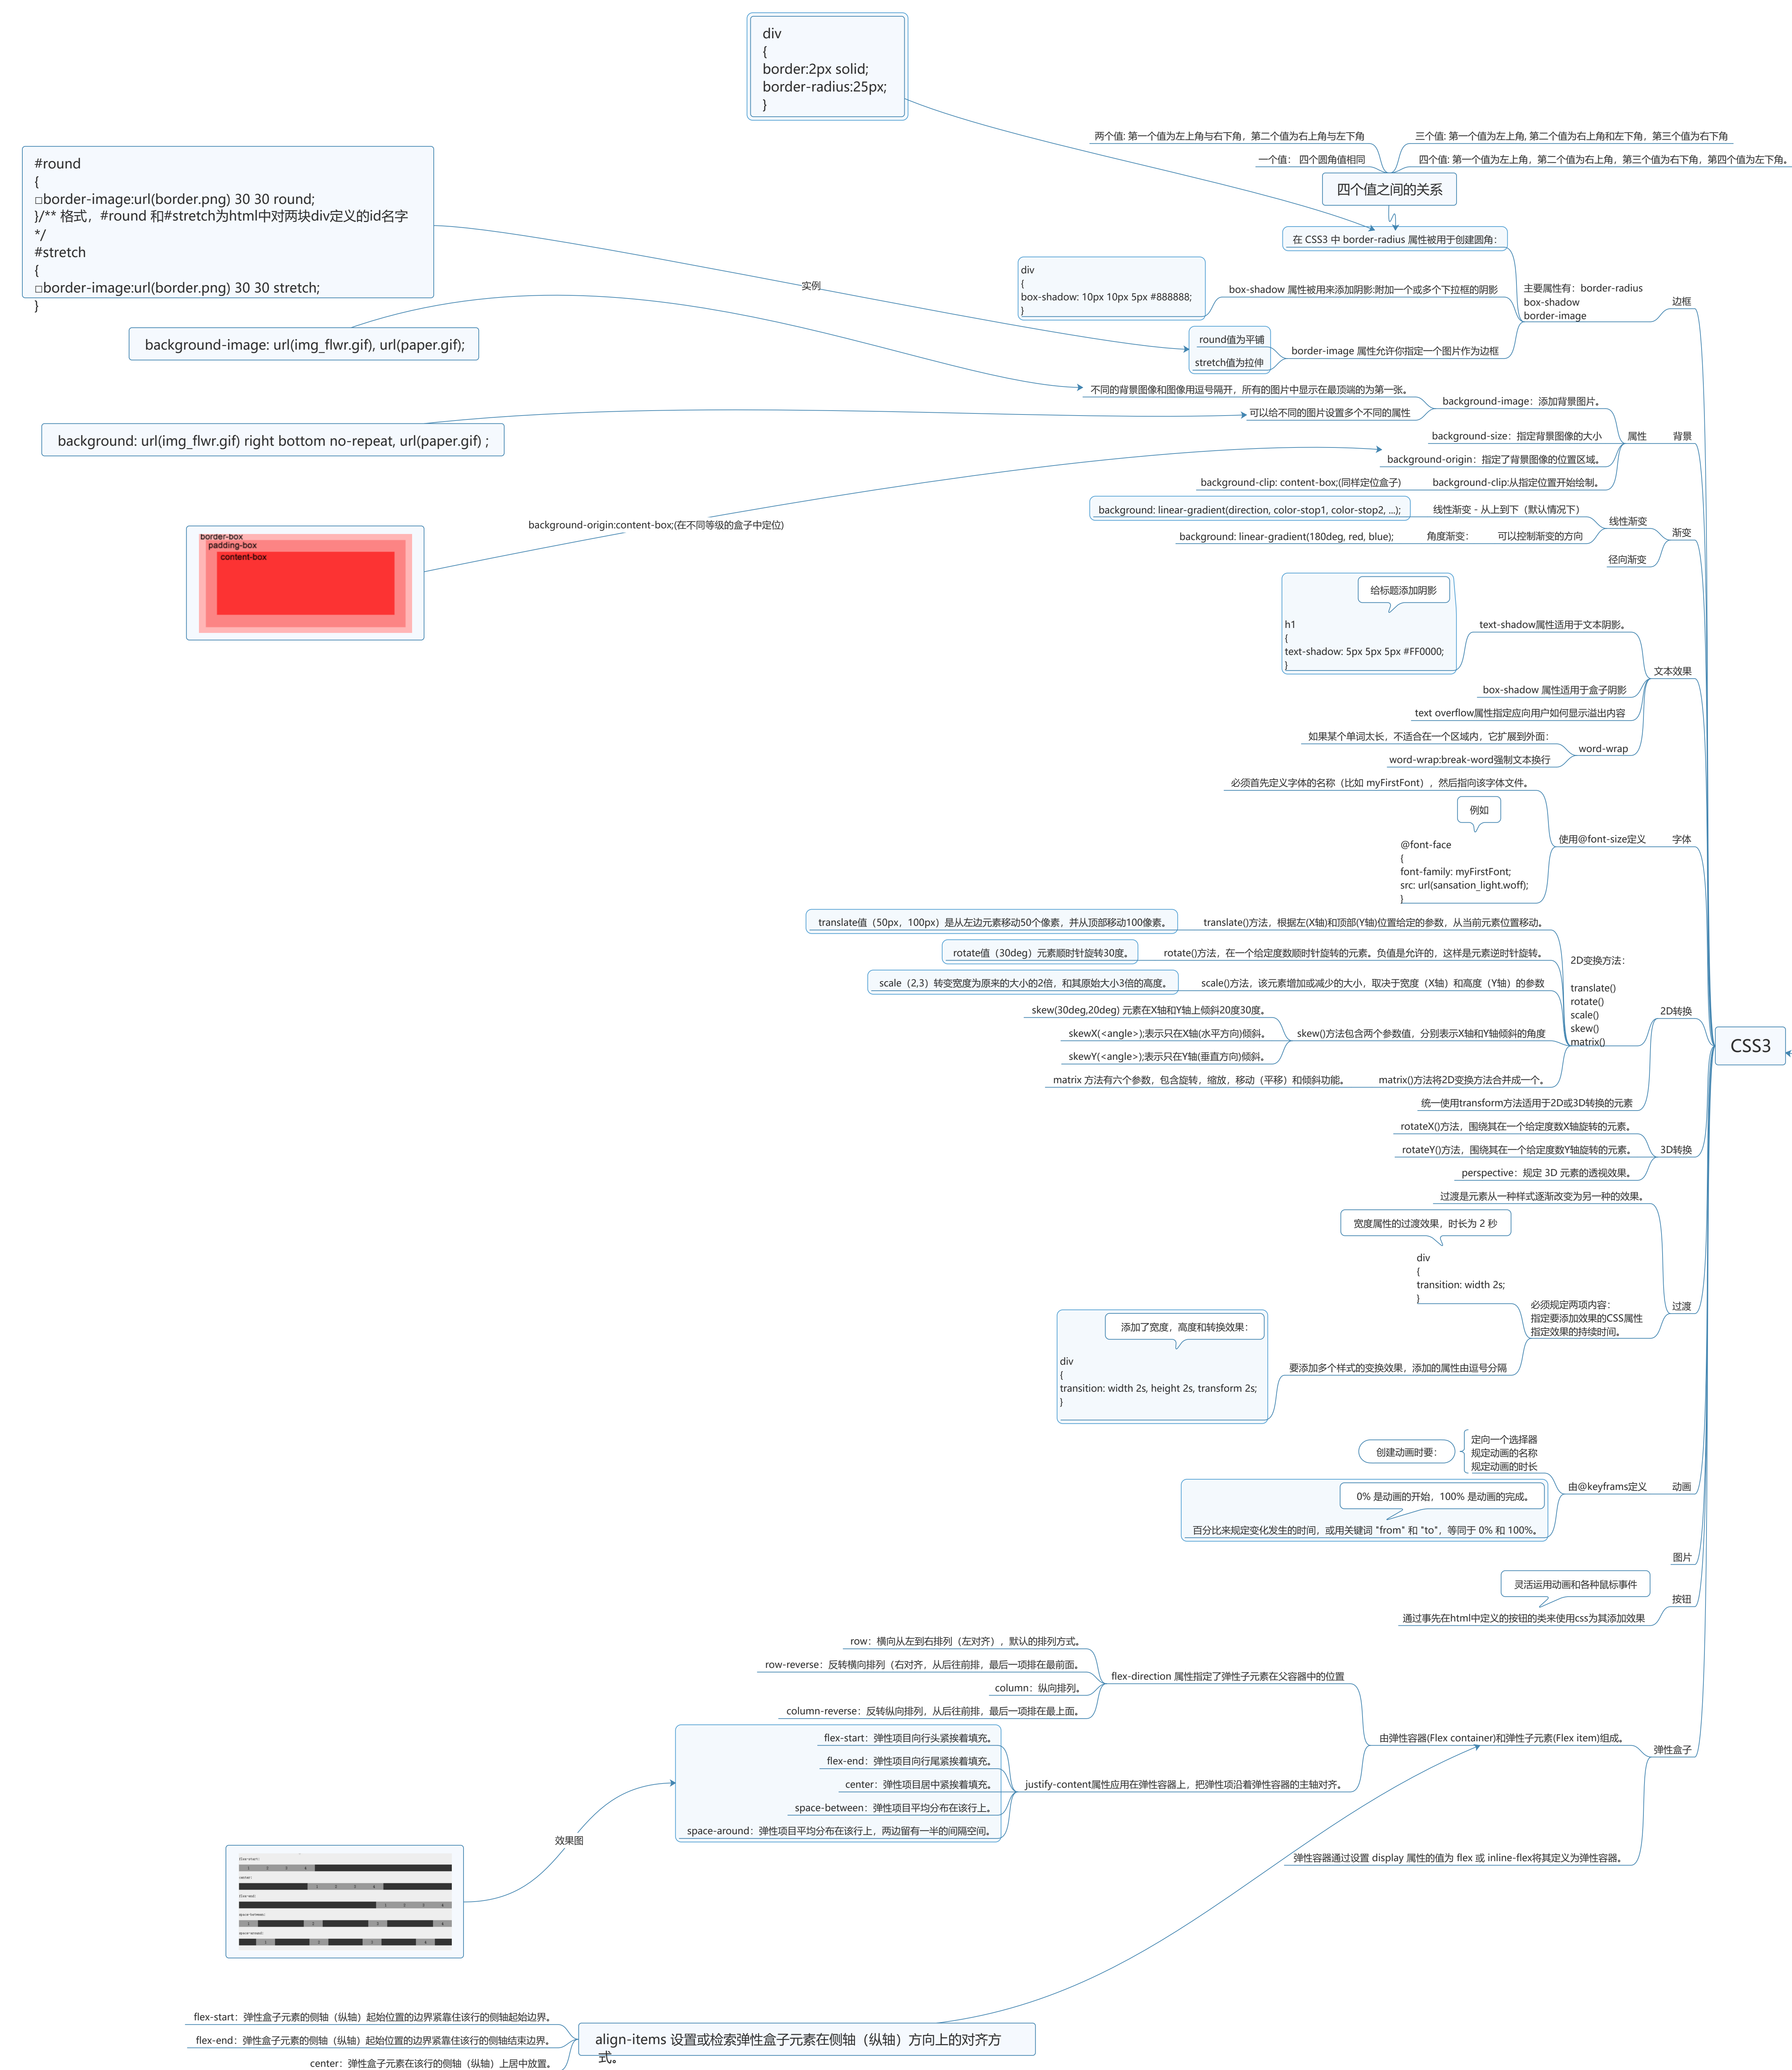 div
{
border:2px solid;
border-radius:25px;
}
两个值: 第一个值为左上角与右下角，第二个值为右上角与左下角
三个值: 第一个值为左上角, 第二个值为右上角和左下角，第三个值为右下角
一个值： 四个圆角值相同
四个值: 第一个值为左上角，第二个值为右上角，第三个值为右下角，第四个值为左下角。
四个值之间的关系
#round
{
□border-image:url(border.png) 30 30 round;
}/** 格式，#round 和#stretch为html中对两块div定义的id名字
*/
#stretch
{
□border-image:url(border.png) 30 30 stretch;
}
在 CSS3 中 border-radius 属性被用于创建圆角：
div
{
box-shadow: 10px 10px 5px #888888;
}
box-shadow 属性被用来添加阴影:附加一个或多个下拉框的阴影
实例
主要属性有：border-radius
box-shadow
border-image
边框
round值为平铺
stretch值为拉伸
border-image 属性允许你指定一个图片作为边框
background-image: url(img_flwr.gif), url(paper.gif);
不同的背景图像和图像用逗号隔开，所有的图片中显示在最顶端的为第一张。
可以给不同的图片设置多个不同的属性
background-image：添加背景图片。
background: url(img_flwr.gif) right bottom no-repeat, url(paper.gif) ;
background-size：指定背景图像的大小
属性
背景
background-origin：指定了背景图像的位置区域。
background-clip: content-box;(同样定位盒子)
background-clip:从指定位置开始绘制。
background-origin:content-box;(在不同等级的盒子中定位)
border-box
padding-box
content-box
background: linear-gradient(direction, color-stop1, color-stop2, ...);
线性渐变 - 从上到下（默认情况下）
线性渐变
background: linear-gradient(180deg, red, blue);
角度渐变：
可以控制渐变的方向
渐变
径向渐变
给标题添加阴影
h1
{
text-shadow: 5px 5px 5px #FF0000;
}
text-shadow属性适用于文本阴影。
文本效果
box-shadow 属性适用于盒子阴影
text overflow属性指定应向用户如何显示溢出内容
如果某个单词太长，不适合在一个区域内，它扩展到外面：
word-wrap
word-wrap:break-word强制文本换行
必须首先定义字体的名称（比如 myFirstFont），然后指向该字体文件。
例如
@font-face
{
font-family: myFirstFont;
src: url(sansation_light.woff);
}
使用@font-size定义
字体
translate值（50px，100px）是从左边元素移动50个像素，并从顶部移动100像素。
translate()方法，根据左(X轴)和顶部(Y轴)位置给定的参数，从当前元素位置移动。
rotate值（30deg）元素顺时针旋转30度。
rotate()方法，在一个给定度数顺时针旋转的元素。负值是允许的，这样是元素逆时针旋转。
scale（2,3）转变宽度为原来的大小的2倍，和其原始大小3倍的高度。
scale()方法，该元素增加或减少的大小，取决于宽度（X轴）和高度（Y轴）的参数
skew(30deg,20deg) 元素在X轴和Y轴上倾斜20度30度。
skewX(<angle>);表示只在X轴(水平方向)倾斜。
skewY(<angle>);表示只在Y轴(垂直方向)倾斜。
skew()方法包含两个参数值，分别表示X轴和Y轴倾斜的角度
matrix 方法有六个参数，包含旋转，缩放，移动（平移）和倾斜功能。
matrix()方法将2D变换方法合并成一个。
2D变换方法：
translate()
rotate()
scale()
skew()
matrix()
2D转换
统一使用transform方法适用于2D或3D转换的元素
CSS3
rotateX()方法，围绕其在一个给定度数X轴旋转的元素。
rotateY()方法，围绕其在一个给定度数Y轴旋转的元素。
perspective：规定 3D 元素的透视效果。
3D转换
过渡是元素从一种样式逐渐改变为另一种的效果。
宽度属性的过渡效果，时长为 2 秒
div
{
transition: width 2s;
}
必须规定两项内容：
指定要添加效果的CSS属性
指定效果的持续时间。
过渡
添加了宽度，高度和转换效果：
div
{
transition: width 2s, height 2s, transform 2s;
}
要添加多个样式的变换效果，添加的属性由逗号分隔
创建动画时要：
定向一个选择器
规定动画的名称
规定动画的时长
由@keyframs定义
动画
0% 是动画的开始，100% 是动画的完成。
百分比来规定变化发生的时间，或用关键词 "from" 和 "to"，等同于 0% 和 100%。
图片
灵活运用动画和各种鼠标事件
通过事先在html中定义的按钮的类来使用css为其添加效果
按钮
row：横向从左到右排列（左对齐），默认的排列方式。
row-reverse：反转横向排列（右对齐，从后往前排，最后一项排在最前面。
column：纵向排列。
column-reverse：反转纵向排列，从后往前排，最后一项排在最上面。
flex-direction 属性指定了弹性子元素在父容器中的位置
flex-start：弹性项目向行头紧挨着填充。
flex-end：弹性项目向行尾紧挨着填充。
center：弹性项目居中紧挨着填充。
space-between：弹性项目平均分布在该行上。
space-around：弹性项目平均分布在该行上，两边留有一半的间隔空间。
justify-content属性应用在弹性容器上，把弹性项沿着弹性容器的主轴对齐。
由弹性容器(Flex container)和弹性子元素(Flex item)组成。
弹性盒子
效果图
弹性容器通过设置 display 属性的值为 flex 或 inline-flex将其定义为弹性容器。
flex-start:
1 2 3 4
center:
1 2 3 4
flex-end:
1 2 3 4
space-between:
1 2 3 4
space-around:
1 2 3 4
flex-start：弹性盒子元素的侧轴（纵轴）起始位置的边界紧靠住该行的侧轴起始边界。
flex-end：弹性盒子元素的侧轴（纵轴）起始位置的边界紧靠住该行的侧轴结束边界。
center：弹性盒子元素在该行的侧轴（纵轴）上居中放置。
align-items 设置或检索弹性盒子元素在侧轴（纵轴）方向上的对齐方
式。